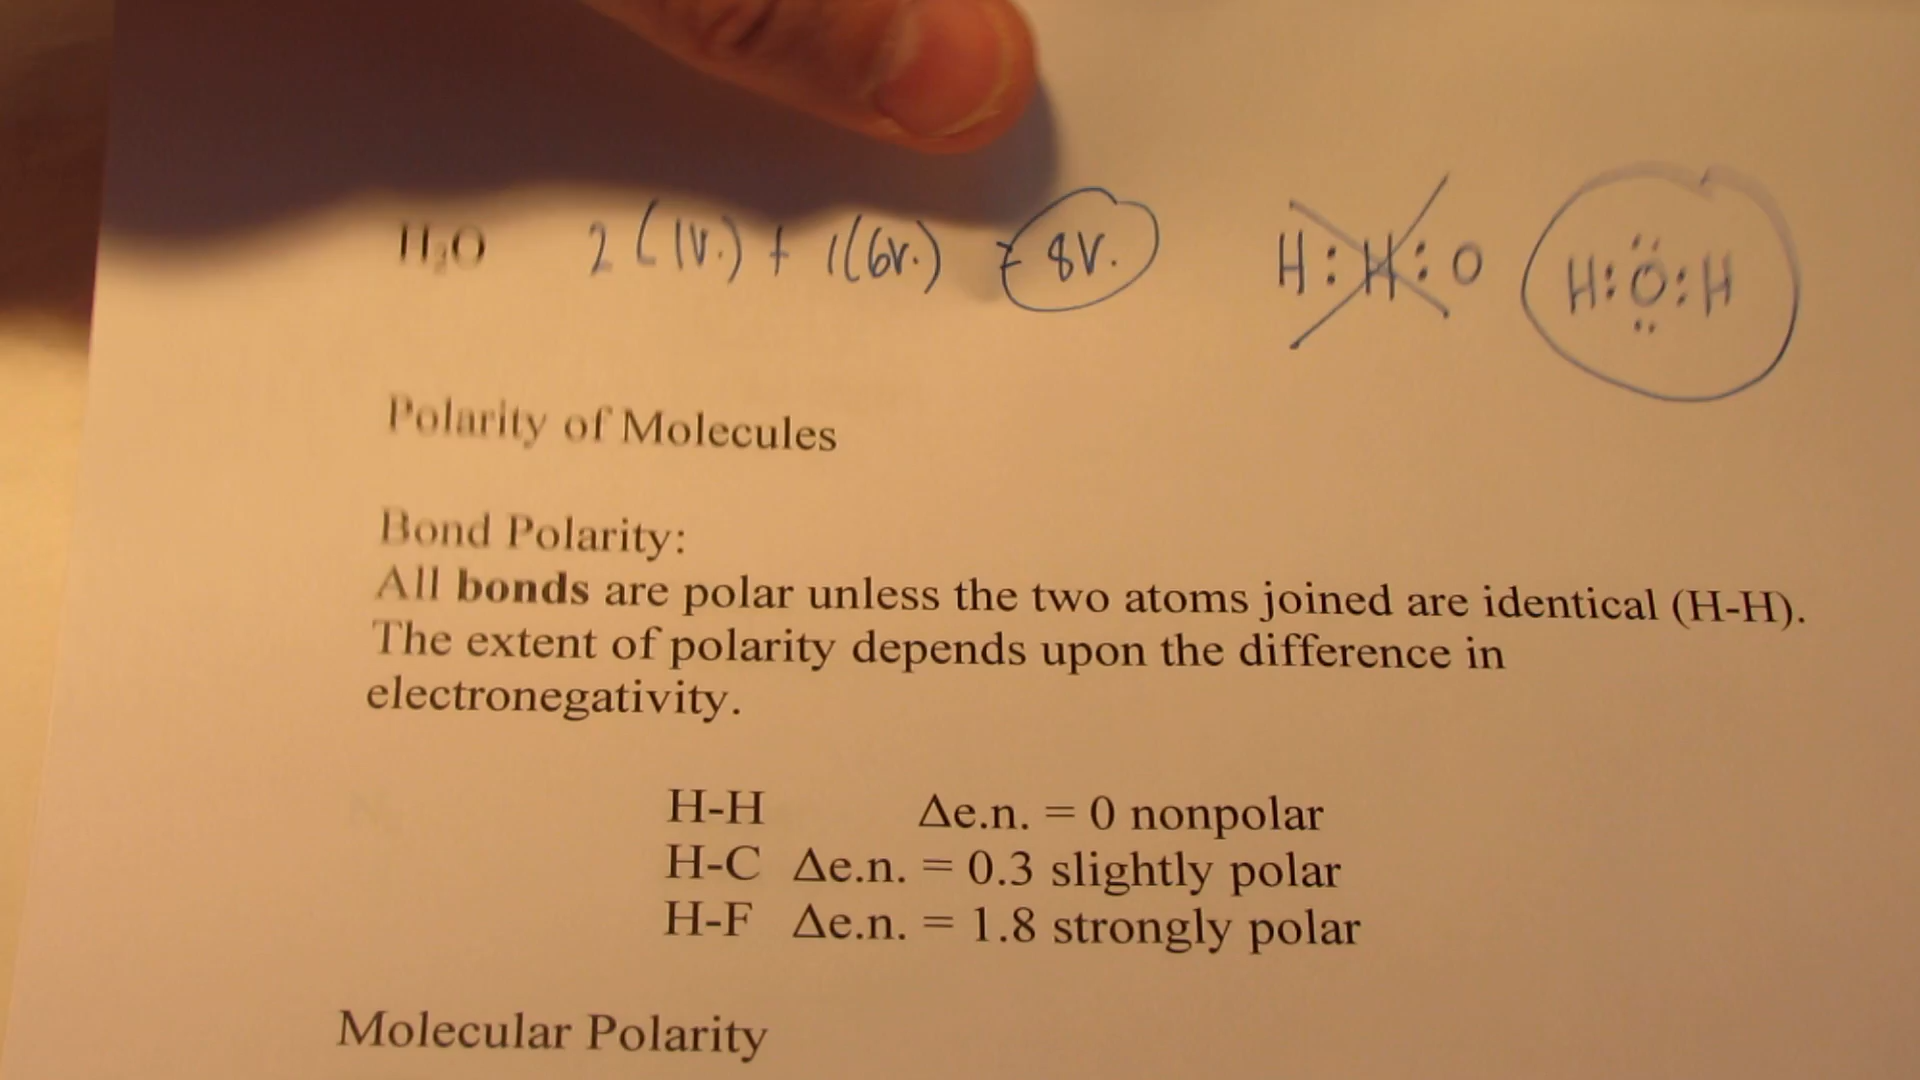 H₂O 2(1v.) + 1(6v.) = 8v. H:H:O H:Ö:H
Polarity of Molecules
Bond Polarity:
All bonds are polar unless the two atoms joined are identical (H-H).
The extent of polarity depends upon the difference in
electronegativity.
H-H Δe.n. = 0 nonpolar
H-C Δe.n. = 0.3 slightly polar
H-F Δe.n. = 1.8 strongly polar
Molecular Polarity